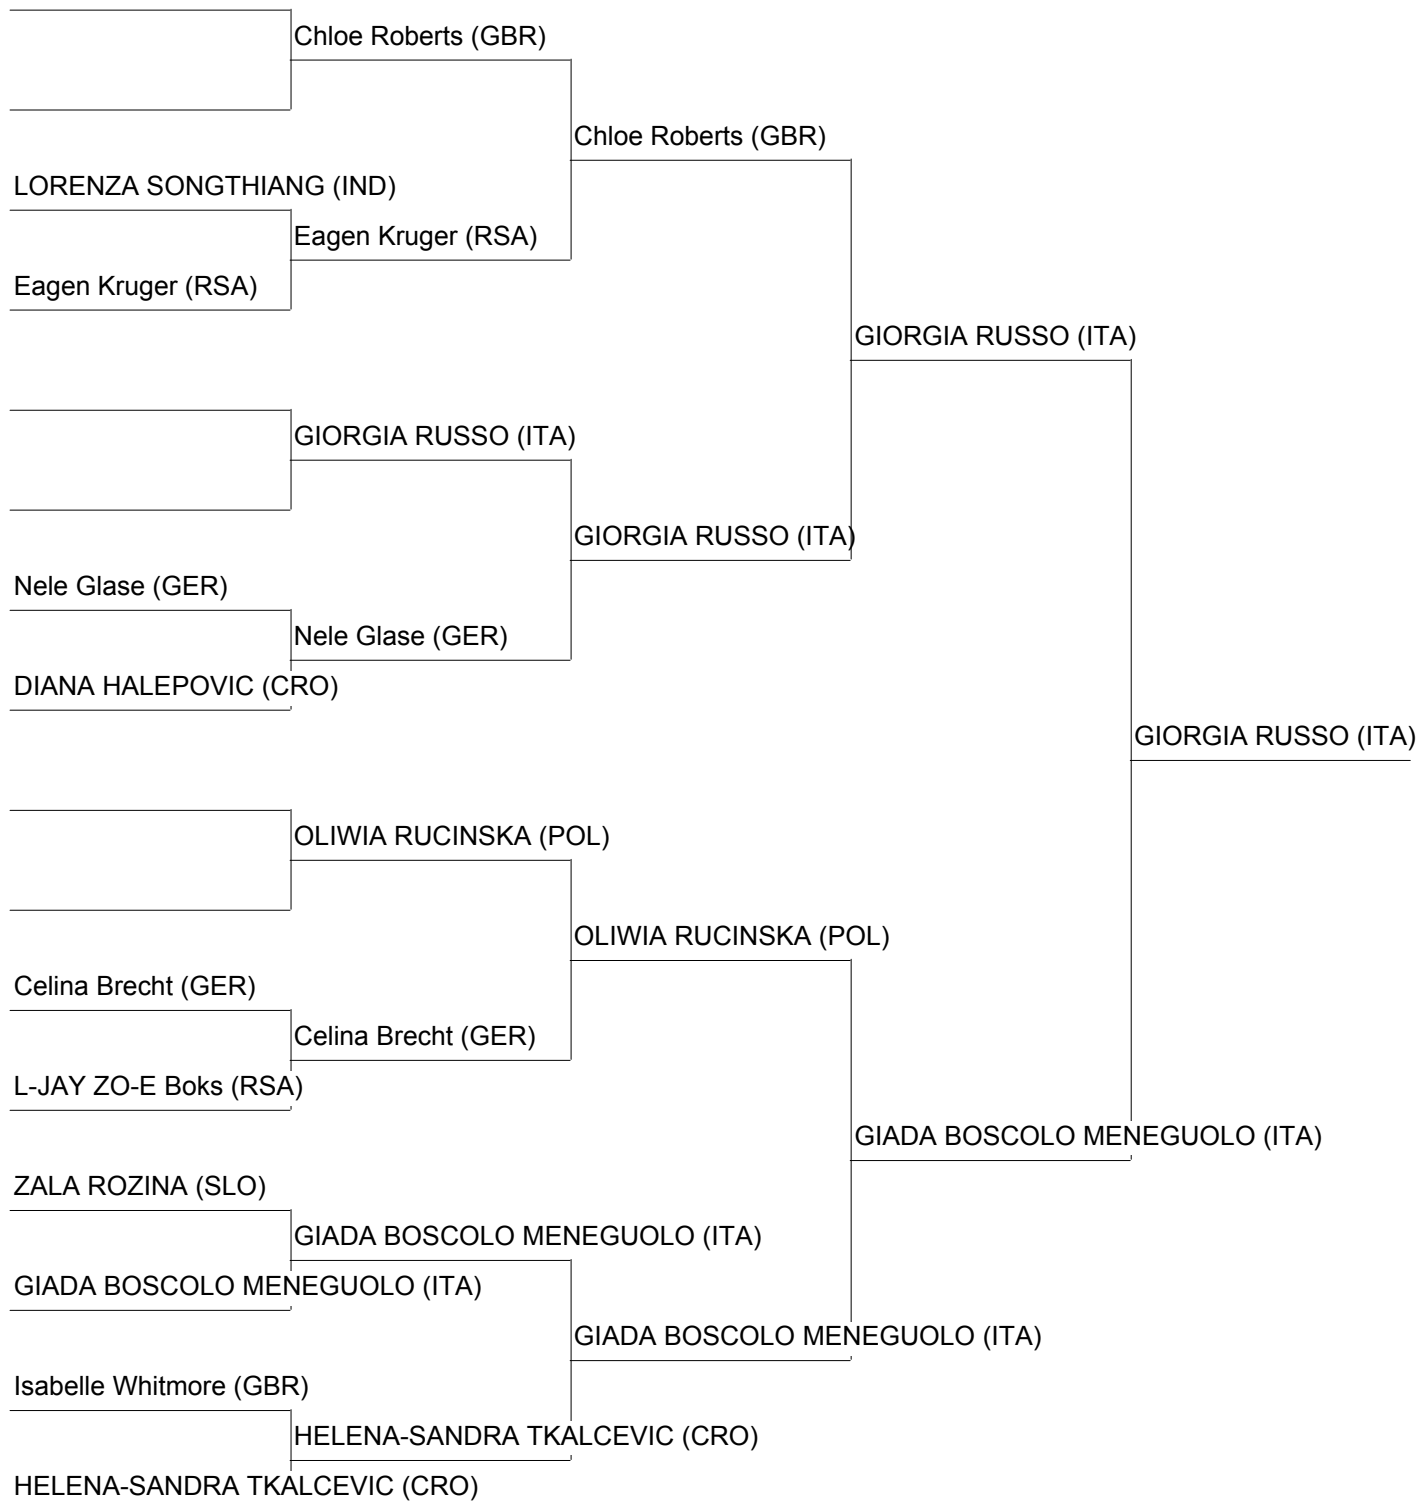 Chloe Roberts (GBR)
Chloe Roberts (GBR)
LORENZA SONGTHIANG (IND)
Eagen Kruger (RSA)
Eagen Kruger (RSA)
GIORGIA RUSSO (ITA)
GIORGIA RUSSO (ITA)
GIORGIA RUSSO (ITA)
Nele Glase (GER)
Nele Glase (GER)
DIANA HALEPOVIC (CRO)
GIORGIA RUSSO (ITA)
OLIWIA RUCINSKA (POL)
OLIWIA RUCINSKA (POL)
Celina Brecht (GER)
Celina Brecht (GER)
L-JAY ZO-E Boks (RSA)
GIADA BOSCOLO MENEGUOLO (ITA)
ZALA ROZINA (SLO)
GIADA BOSCOLO MENEGUOLO (ITA)
GIADA BOSCOLO MENEGUOLO (ITA)
GIADA BOSCOLO MENEGUOLO (ITA)
Isabelle Whitmore (GBR)
HELENA-SANDRA TKALCEVIC (CRO)
HELENA-SANDRA TKALCEVIC (CRO)